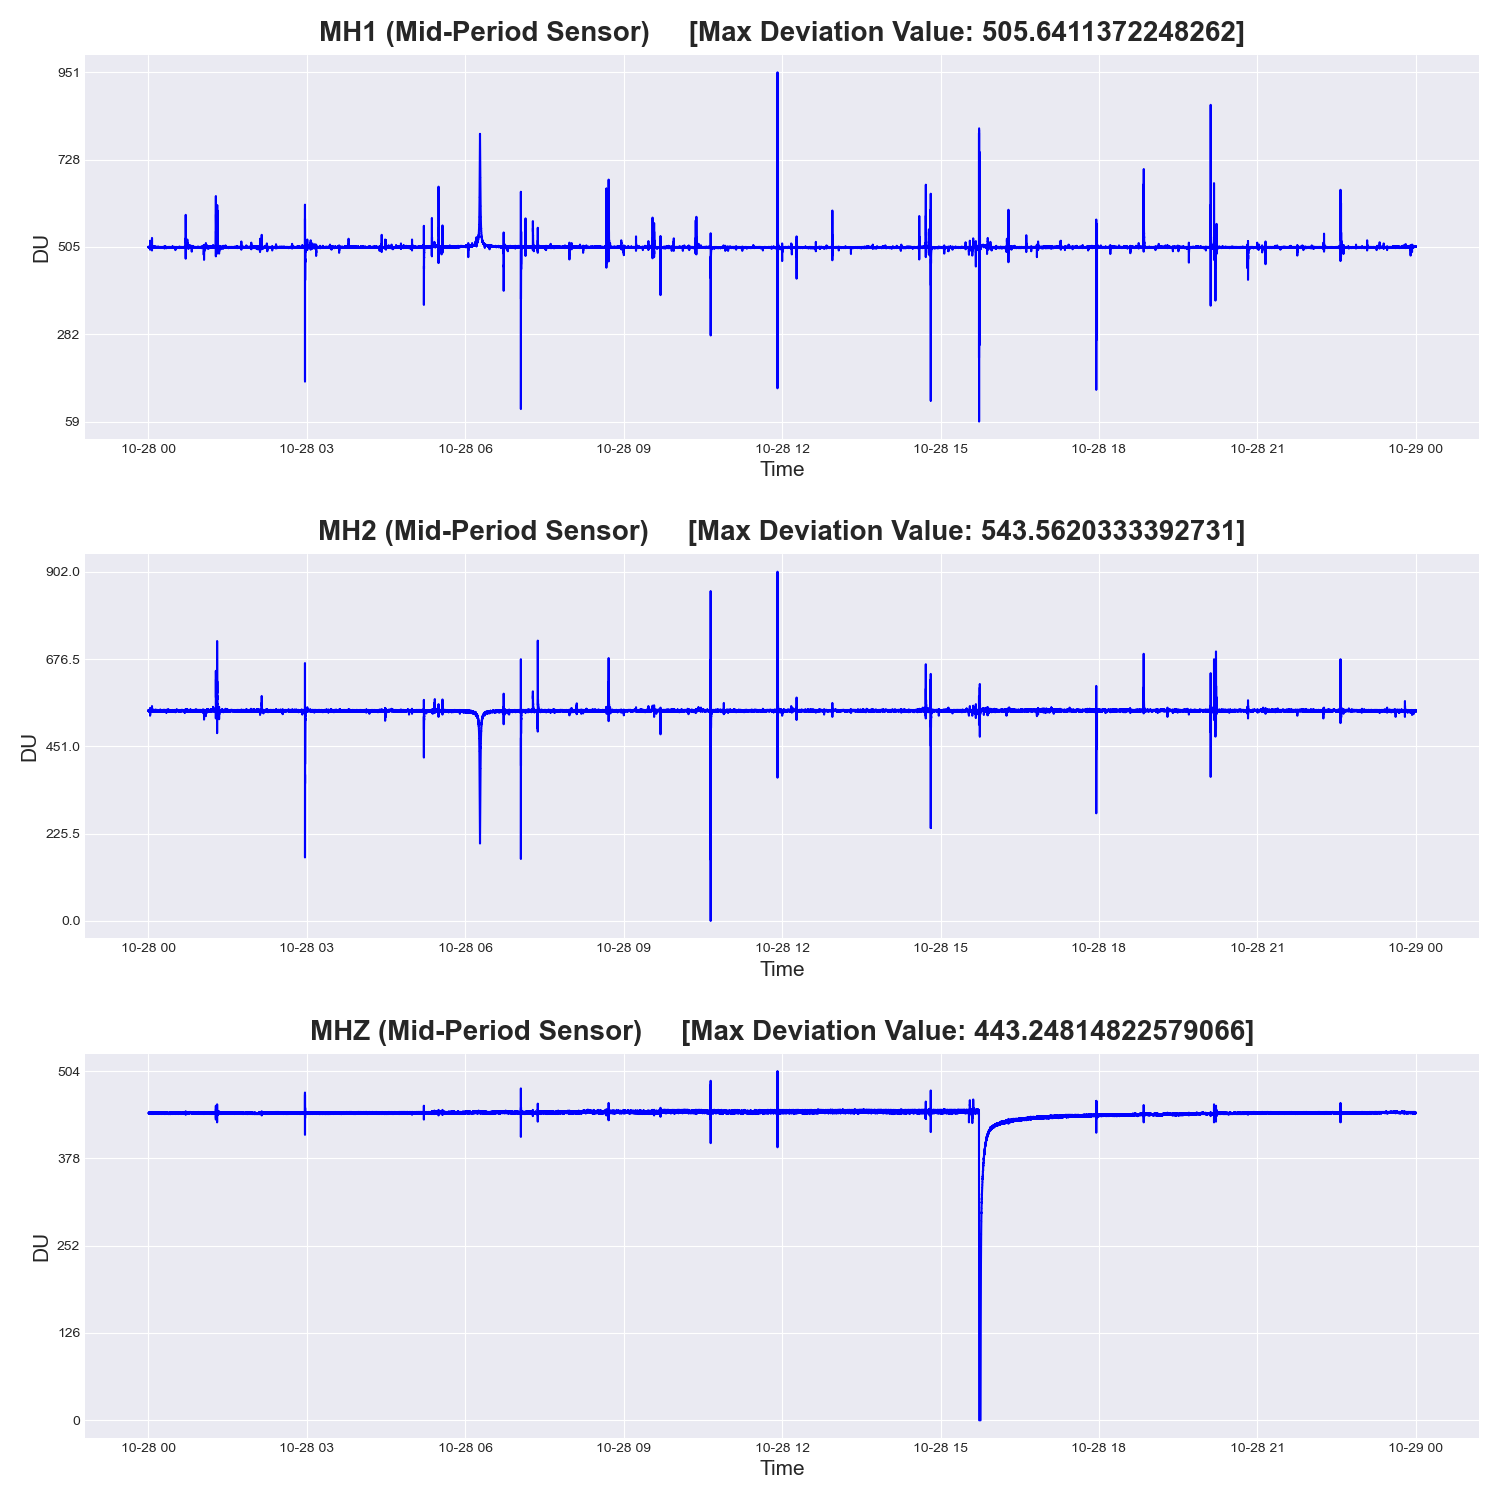 MH1 (Mid-Period Sensor) [Max Deviation Value: 505.6411372248262]
951
728
505
282
59
DU
10-28 00 10-28 03 10-28 06 10-28 09 10-28 12 10-28 15 10-28 18 10-28 21 10-29 00
Time
MH2 (Mid-Period Sensor) [Max Deviation Value: 543.5620333392731]
902.0
676.5
451.0
225.5
0.0
DU
10-28 00 10-28 03 10-28 06 10-28 09 10-28 12 10-28 15 10-28 18 10-28 21 10-29 00
Time
MHZ (Mid-Period Sensor) [Max Deviation Value: 443.24814822579066]
504
378
252
126
0
DU
10-28 00 10-28 03 10-28 06 10-28 09 10-28 12 10-28 15 10-28 18 10-28 21 10-29 00
Time